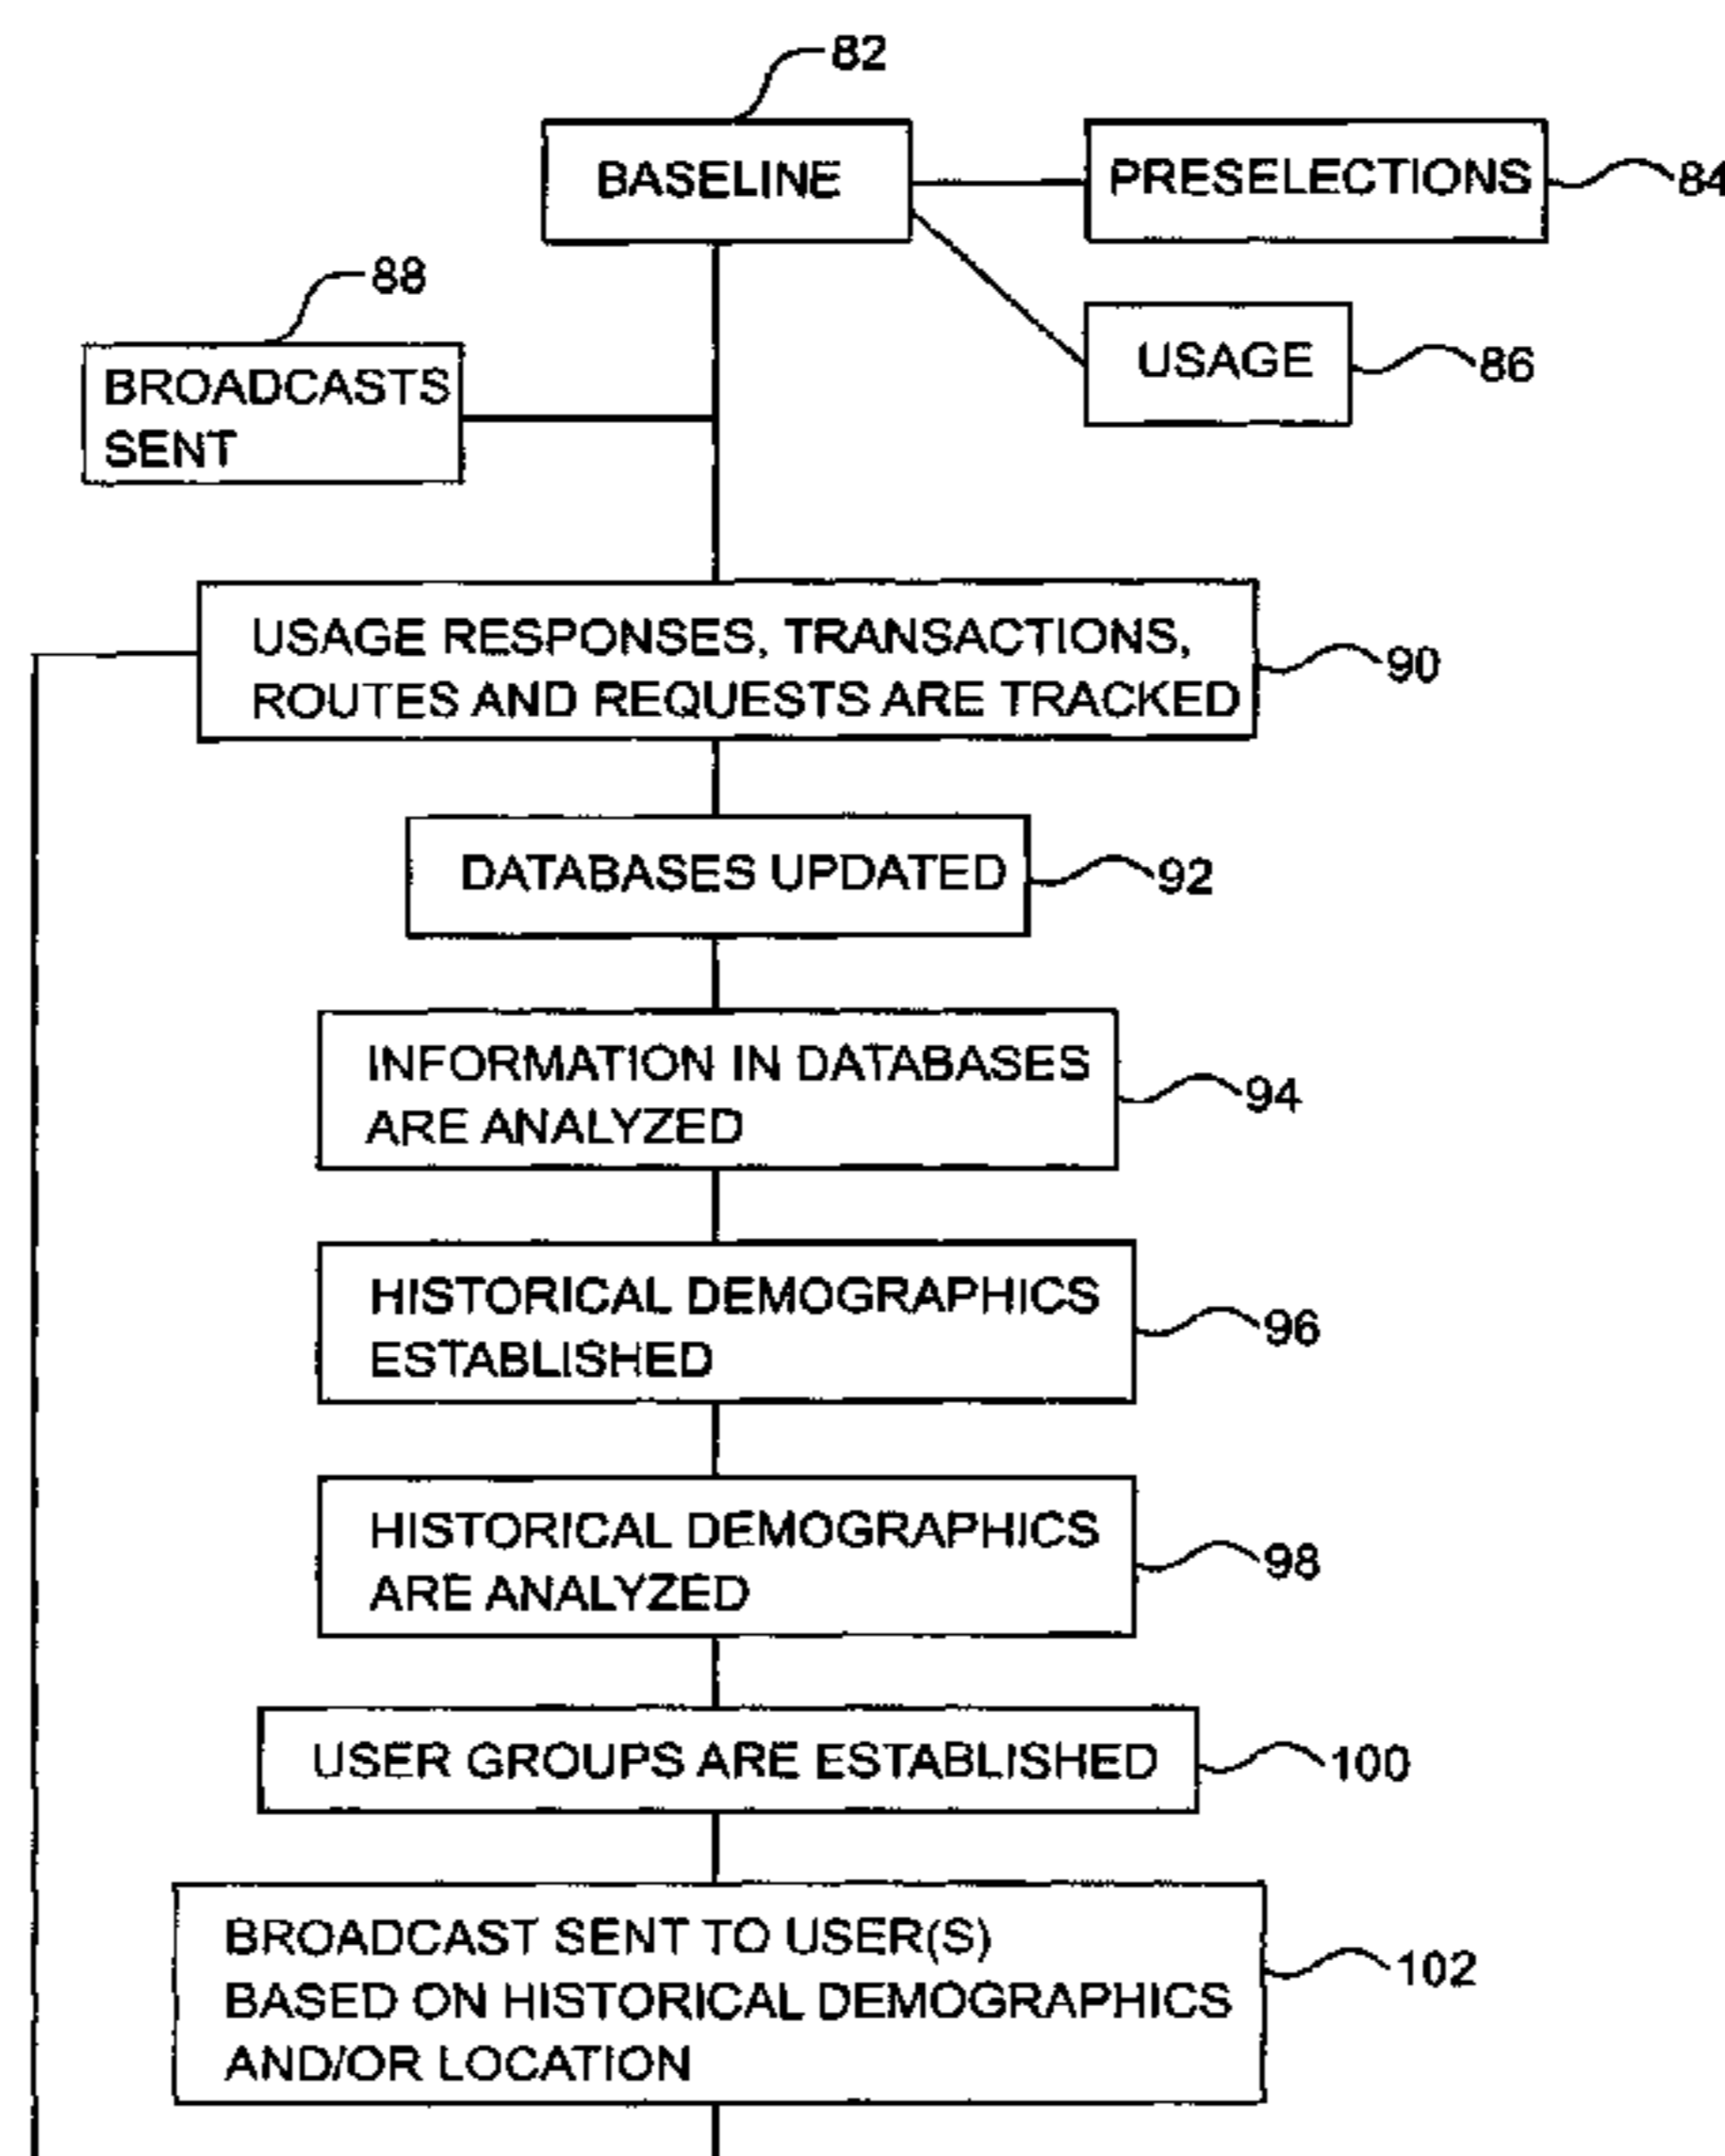 82
BASELINE
PRESELECTIONS
84
88
BROADCASTS
SENT
USAGE
86
USAGE RESPONSES, TRANSACTIONS,
ROUTES AND REQUESTS ARE TRACKED
90
DATABASES UPDATED
92
INFORMATION IN DATABASES
ARE ANALYZED
94
HISTORICAL DEMOGRAPHICS
ESTABLISHED
96
HISTORICAL DEMOGRAPHICS
ARE ANALYZED
98
USER GROUPS ARE ESTABLISHED
100
BROADCAST SENT TO USER(S)
BASED ON HISTORICAL DEMOGRAPHICS
AND/OR LOCATION
102